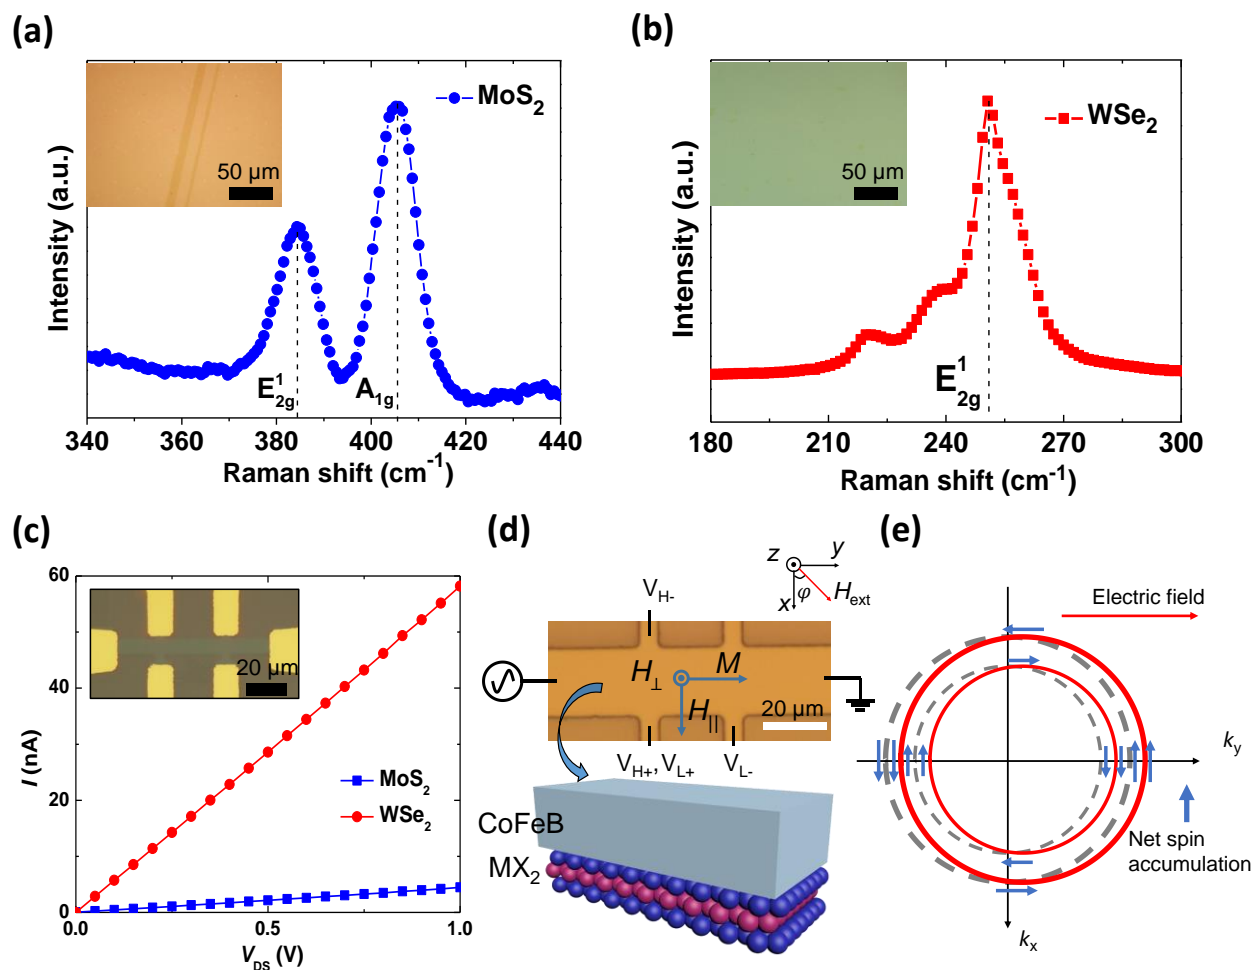 (a)
Intensity (a.u.)
50 μm
MoS2
E12g
A1g
340 360 380 400 420 440
Raman shift (cm-1)
(b)
Intensity (a.u.)
50 μm
WSe2
E12g
180 210 240 270 300
Raman shift (cm-1)
(c)
I (nA)
60
40
20
0
20 μm
MoS2
WSe2
0.0 0.5 1.0
VDS (V)
(d)
z y
x φ Hext
VH-
H⊥ M
H||
20 μm
VH+, VL+ VL-
CoFeB
MX2
(e)
Electric field
ky
Net spin
accumulation
kx